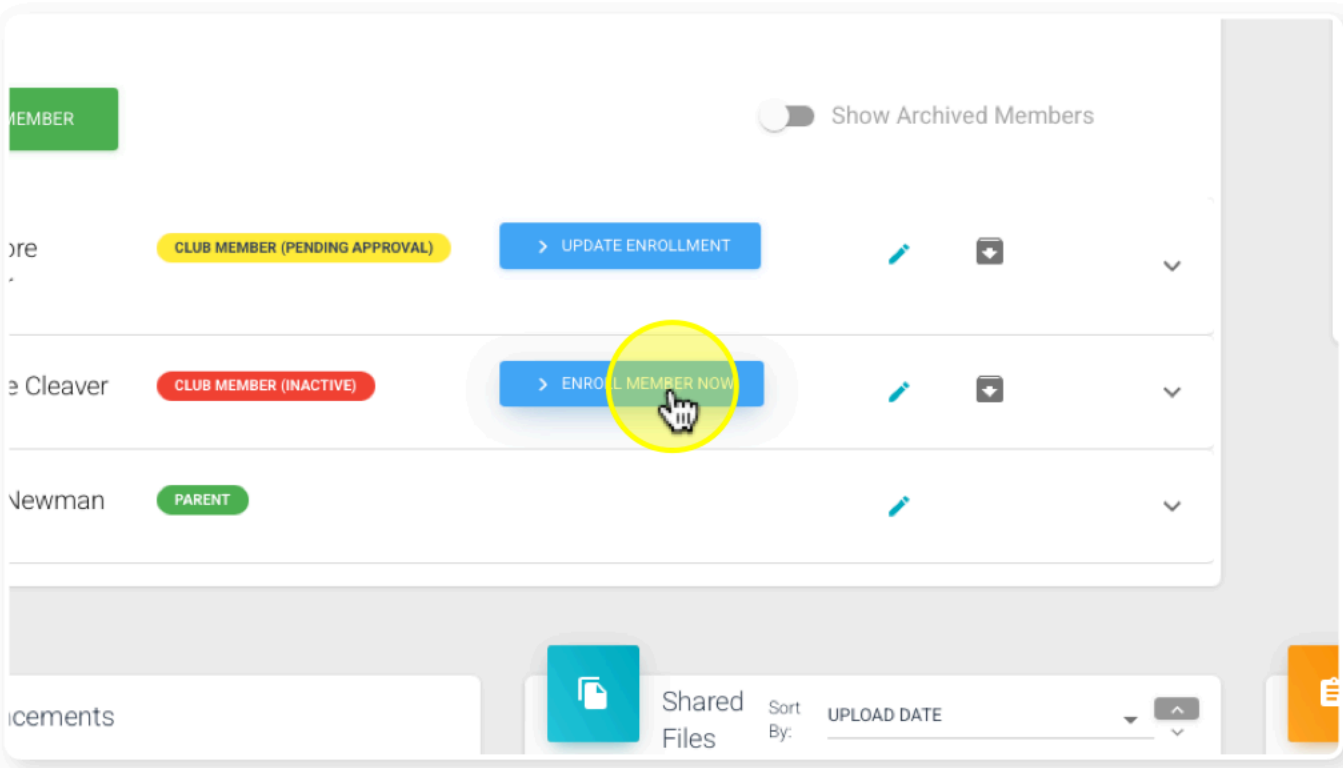 MEMBER
Show Archived Members
ore
CLUB MEMBER (PENDING APPROVAL)
UPDATE ENROLLMENT
e Cleaver
CLUB MEMBER (INACTIVE)
ENROLL MEMBER NOW
Newman
PARENT
ncements
Shared
Files
Sort
By:
UPLOAD DATE